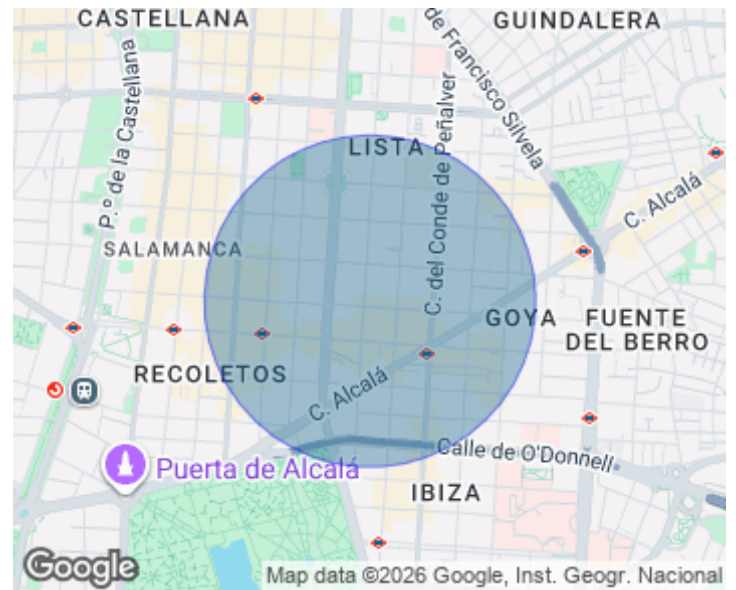 CASTELLANA
GUINDALERA
de Francisco Silvela
P.º de la Castellana
C. del Conde de Peñalver
LISTA
C. Alcalá
SALAMANCA
GOYA
FUENTE
DEL BERRO
RECOLETOS
C. Alcalá
Calle de O'Donnell
Puerta de Alcalá
IBIZA
Google
Map data ©2026 Google, Inst. Geogr. Nacional